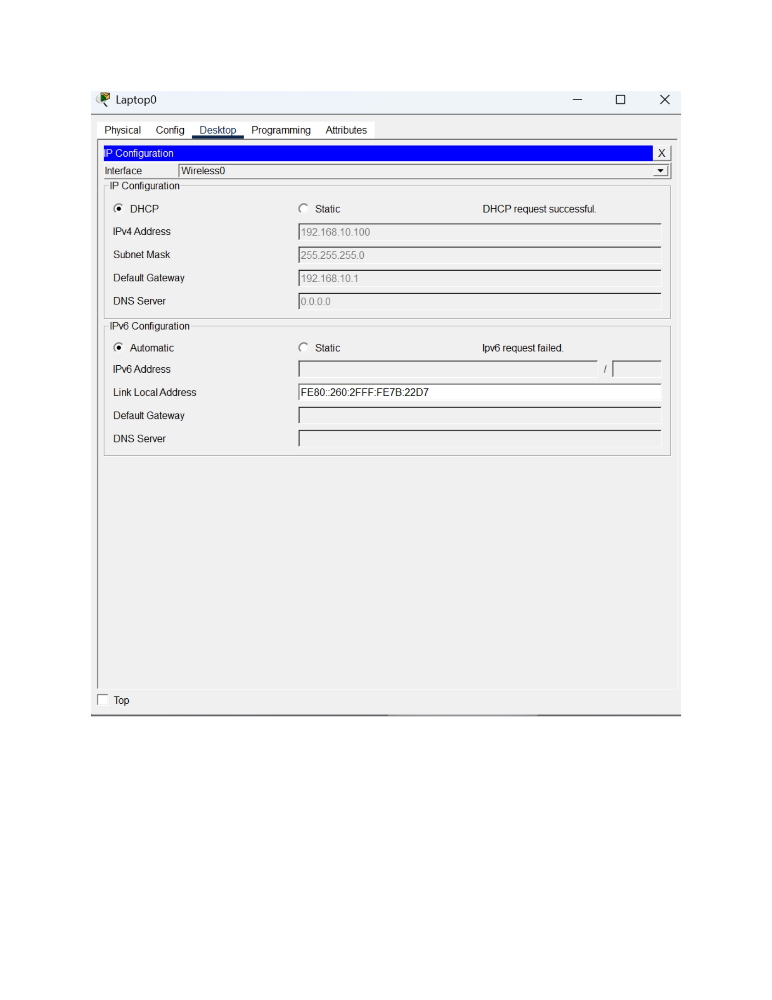 Laptop0
Physical Config Desktop Programming Attributes
IP Configuration X
Interface Wireless0
IP Configuration
DHCP Static DHCP request successful.
IPv4 Address 192.168.10.100
Subnet Mask 255.255.255.0
Default Gateway 192.168.10.1
DNS Server 0.0.0.0
IPv6 Configuration
Automatic Static Ipv6 request failed.
IPv6 Address /
Link Local Address FE80::260:2FFF:FE7B:22D7
Default Gateway
DNS Server
Top